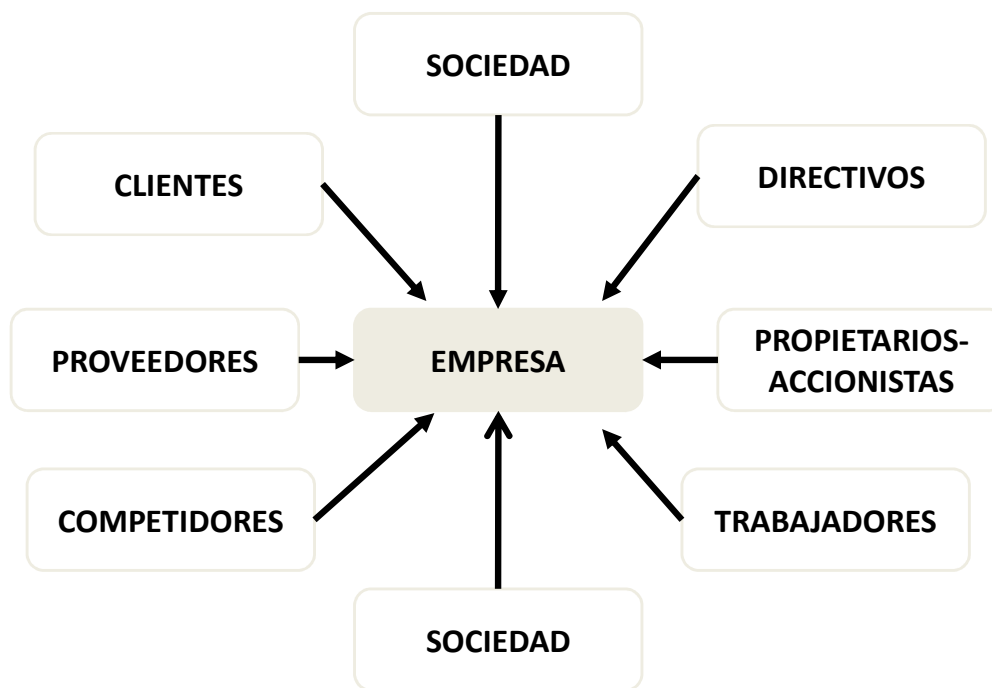 SOCIEDAD
CLIENTES
DIRECTIVOS
PROVEEDORES
EMPRESA
PROPIETARIOS-
ACCIONISTAS
COMPETIDORES
TRABAJADORES
SOCIEDAD